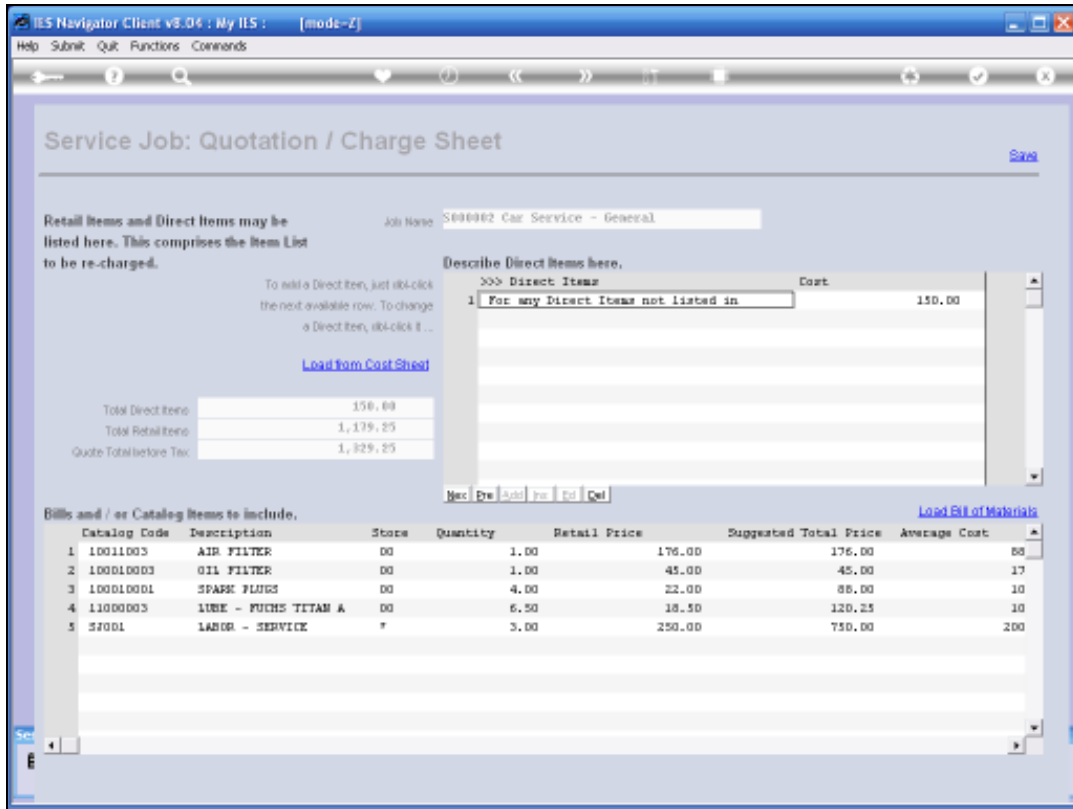 IES Navigator Client v8.04 : My IES : [mode=Z]
Help Submit Quit Functions Commands
Service Job: Quotation / Charge Sheet
Save
Retail Items and Direct Items may be
listed here. This comprises the Item List
to be re-charged.
Job Name S000002 Car Service - General
To add a Direct Item, just dbl-click
the next available row. To change
a Direct Item, dbl-click it ...
Load from Cost Sheet
Describe Direct Items here.
>>> Direct Items Cost
1 For any Direct Items not listed in 150.00
Total Direct Items 150.00
Total Retail Items 1,179.25
Quote Total before Tax 1,329.25
Nex Pre Add Ins Ed Del
Load Bill of Materials
Bills and / or Catalog Items to include.
Catalog Code Description Store Quantity Retail Price Suggested Total Price Average Cost
1 10011003 AIR FILTER DO 1.00 176.00 176.00 88
2 100010003 OIL FILTER DO 1.00 45.00 45.00 17
3 100010001 SPARK PLUGS DO 4.00 22.00 88.00 10
4 11000003 LUBE - FUCHS TITAN A DO 6.50 18.50 120.25 10
5 SJ001 LABOR - SERVICE * 3.00 250.00 750.00 200
Ser